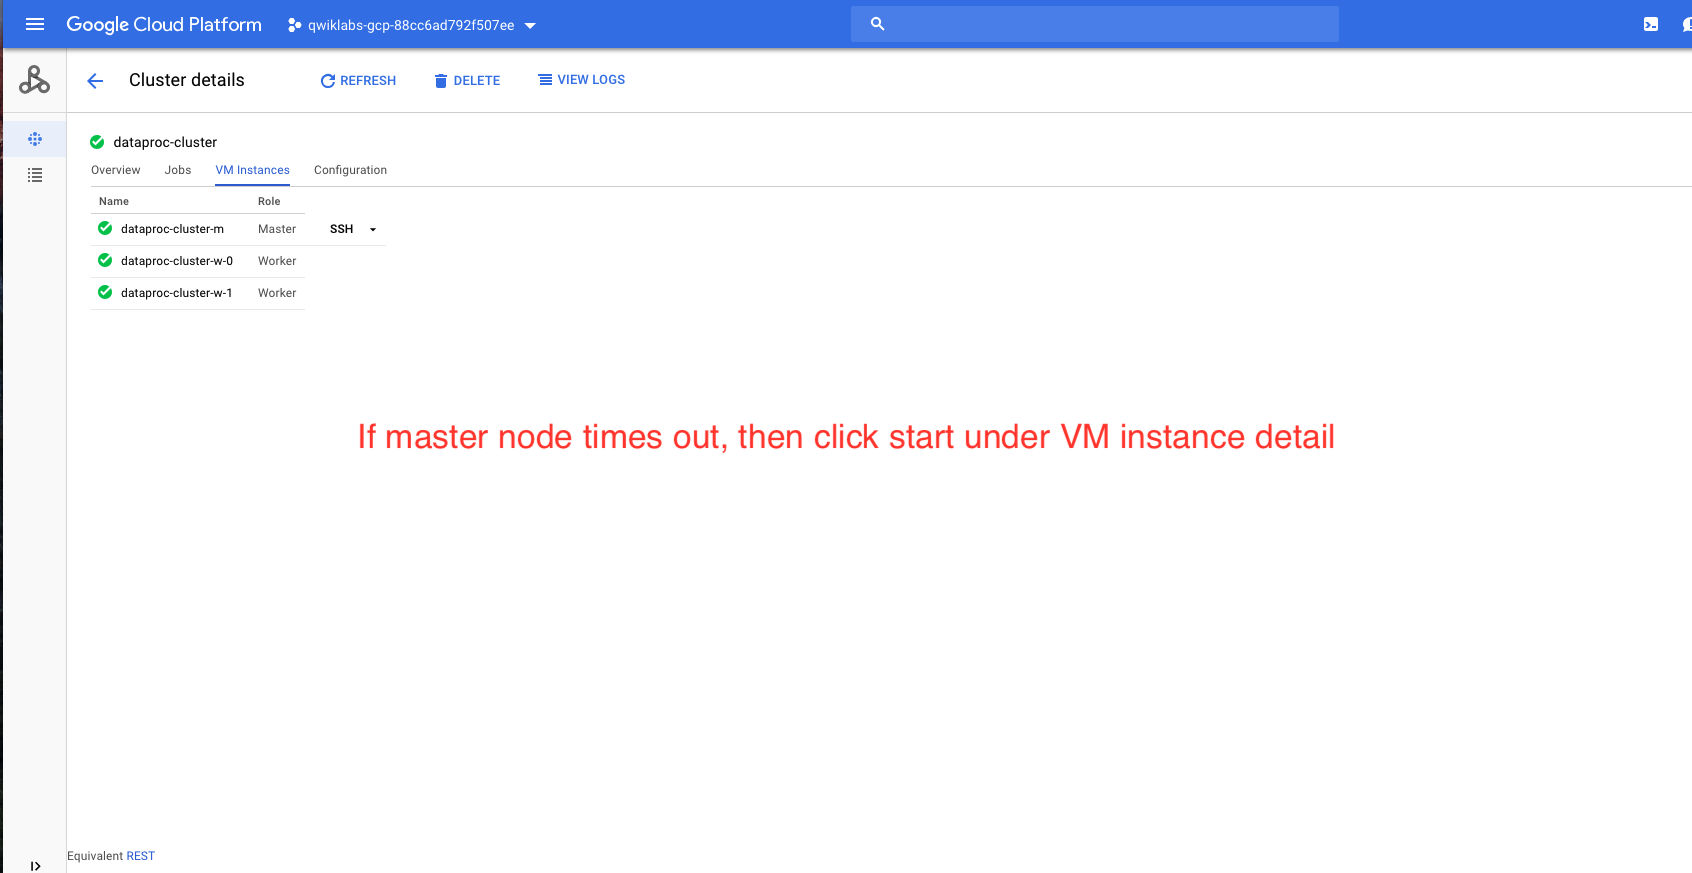 Google Cloud Platform qwiklabs-gcp-88cc6ad792f507ee
Cluster details REFRESH DELETE VIEW LOGS
dataproc-cluster
Overview Jobs VM Instances Configuration
Name Role
dataproc-cluster-m Master SSH
dataproc-cluster-w-0 Worker
dataproc-cluster-w-1 Worker
If master node times out, then click start under VM instance detail
Equivalent REST